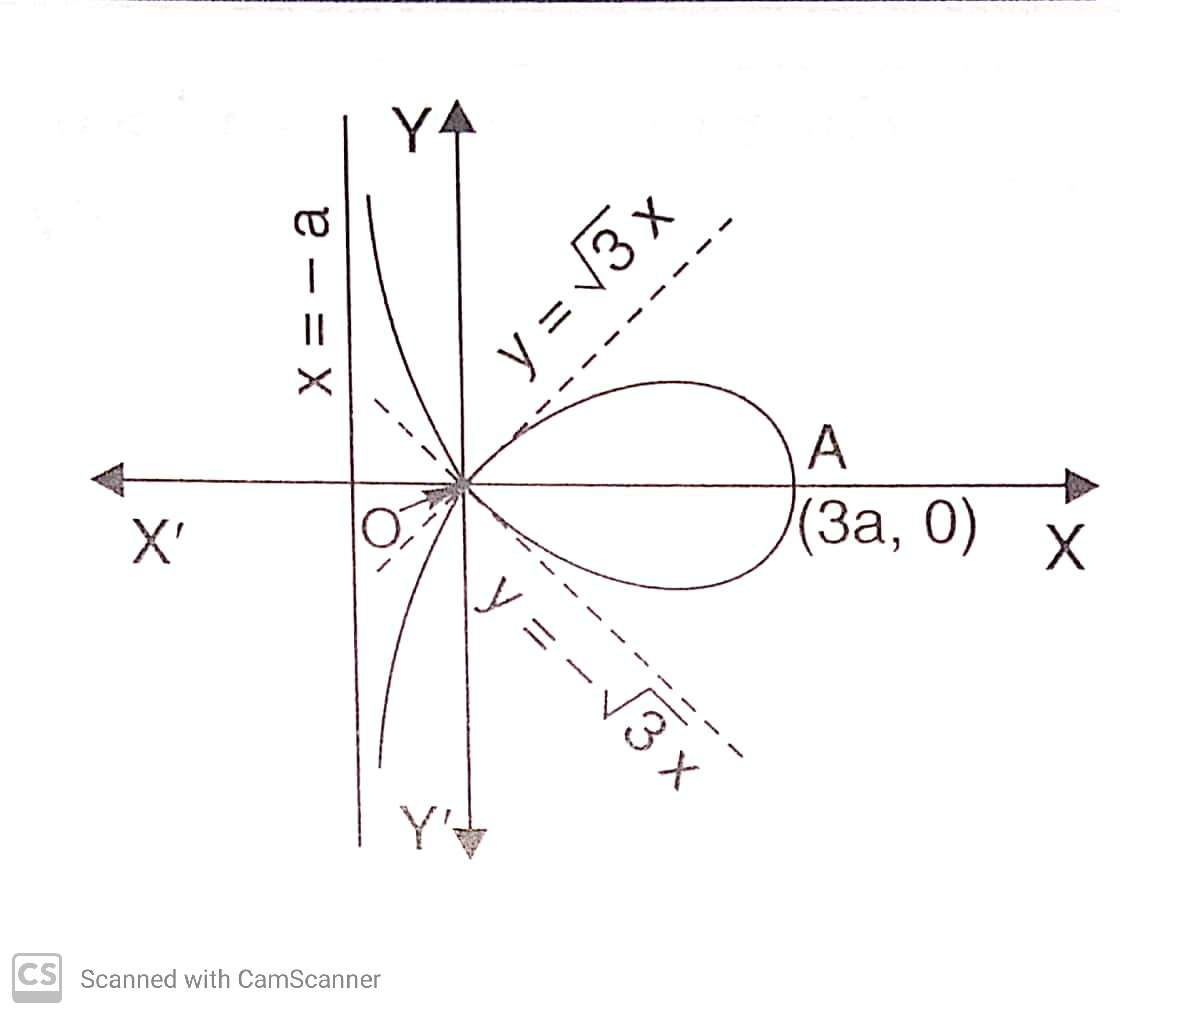 Y
x = – a
y = √3 x
A
(3a, 0)
X'
O
X
y = – √3 x
Y'
CS
Scanned with CamScanner